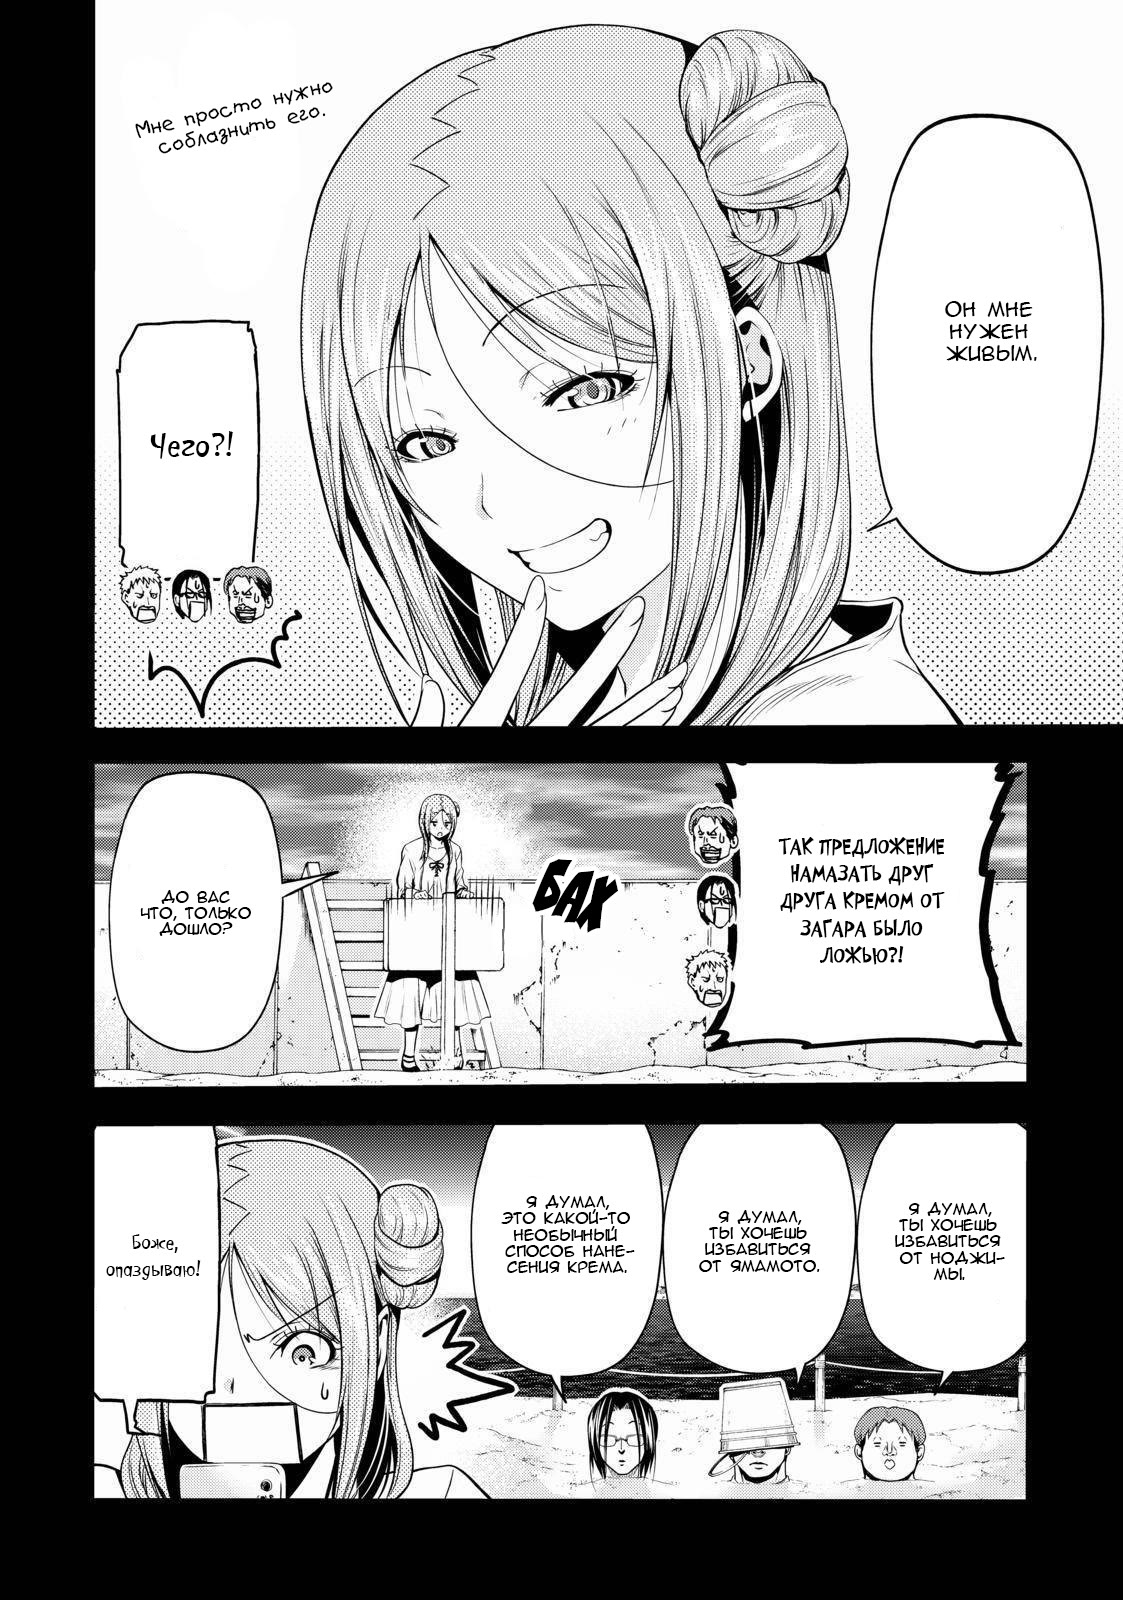 ОН МНЕ
НУЖЕН
ЖИВЫМ.
Мне просто нужно
соблазнить его.
Чего?!
ТАК ПРЕДЛОЖЕНИЕ
НАМАЗАТЬ ДРУГ
ДРУГА КРЕМОМ ОТ
ЗАГАРА БЫЛО
ЛОЖЬЮ?!
БАХ
ДО ВАС
ЧТО, ТОЛЬКО
ДОШЛО?
Я ДУМАЛ,
ТЫ ХОЧЕШЬ
ИЗБАВИТЬСЯ
ОТ НОДЖИ-
МЫ.
Я ДУМАЛ,
ТЫ ХОЧЕШЬ
ИЗБАВИТЬСЯ
ОТ ЯМАМОТО.
Я ДУМАЛ,
ЭТО КАКОЙ-ТО
НЕОБЫЧНЫЙ
СПОСОБ НАНЕ-
СЕНИЯ КРЕМА.
Боже,
опаздываю!